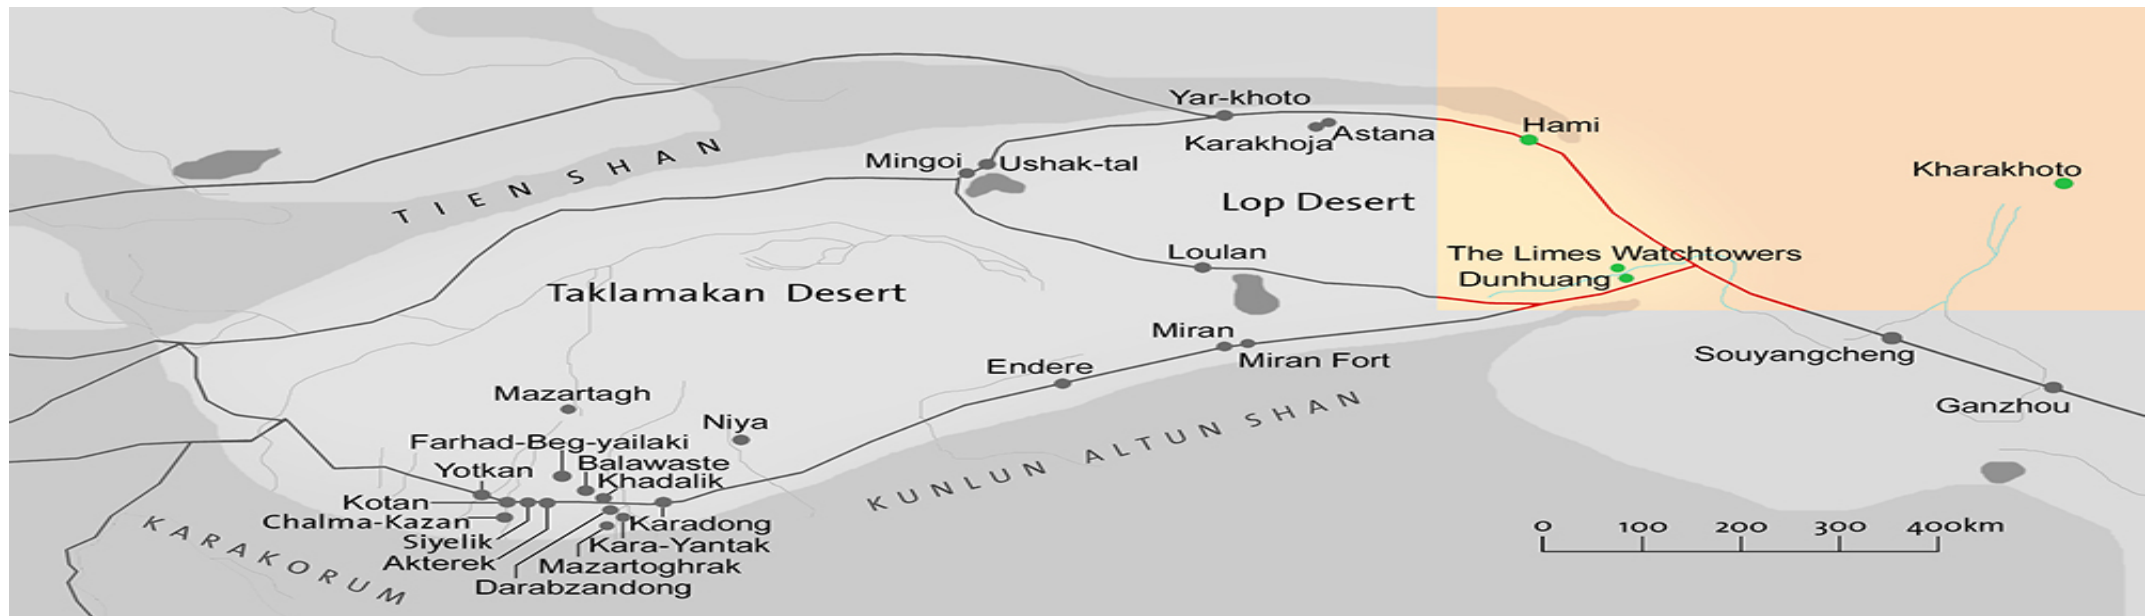 Yar-khoto
Hami
Astana
Karakhoja
Mingoi
Ushak-tal
Kharakhoto
TIEN SHAN
Lop Desert
The Limes Watchtowers
Loulan
Dunhuang
Taklamakan Desert
Miran
Miran Fort
Souyangcheng
Endere
Mazartagh
Ganzhou
Niya
KUNLUN ALTUN SHAN
Farhad-Beg-yailaki
Balawaste
Yotkan
Khadalik
Kotan
Chalma-Kazan
Karadong
Siyelik
Kara-Yantak
Akterek
Mazartoghrak
Darabzandong
KARAKORUM
0 100 200 300 400km